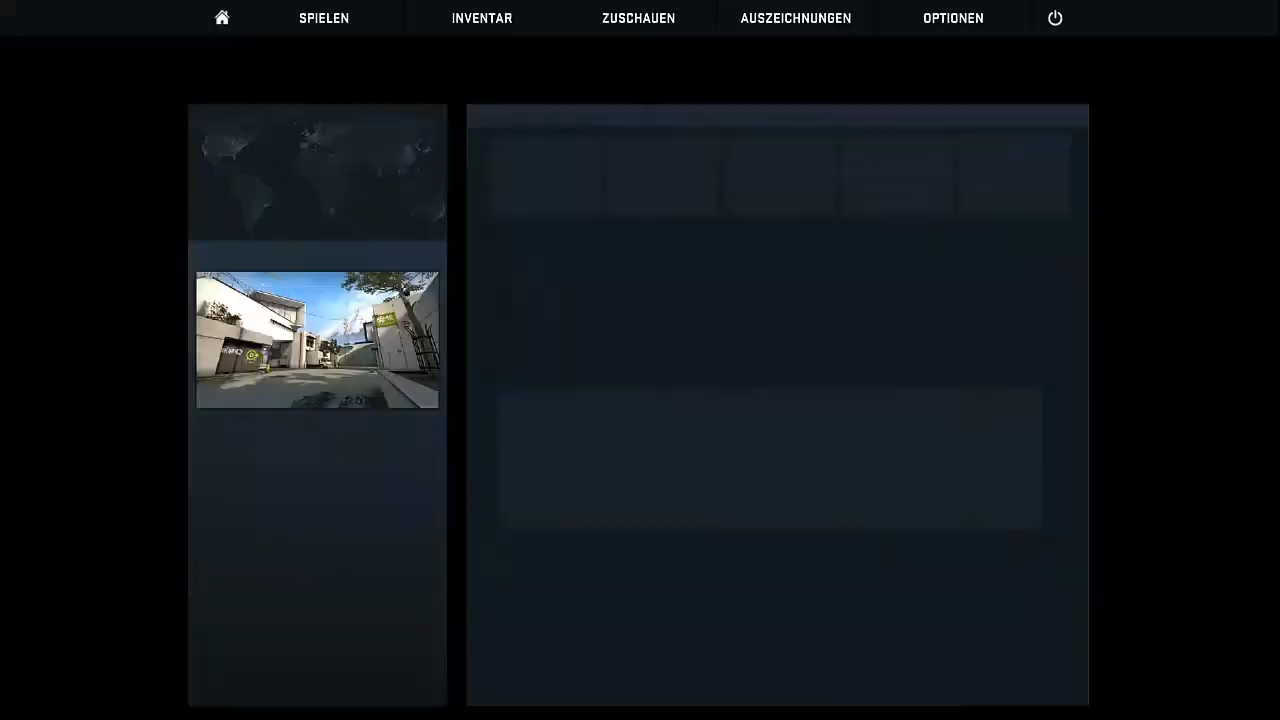 SPIELEN
INVENTAR
ZUSCHAUEN
AUSZEICHNUNGEN
OPTIONEN